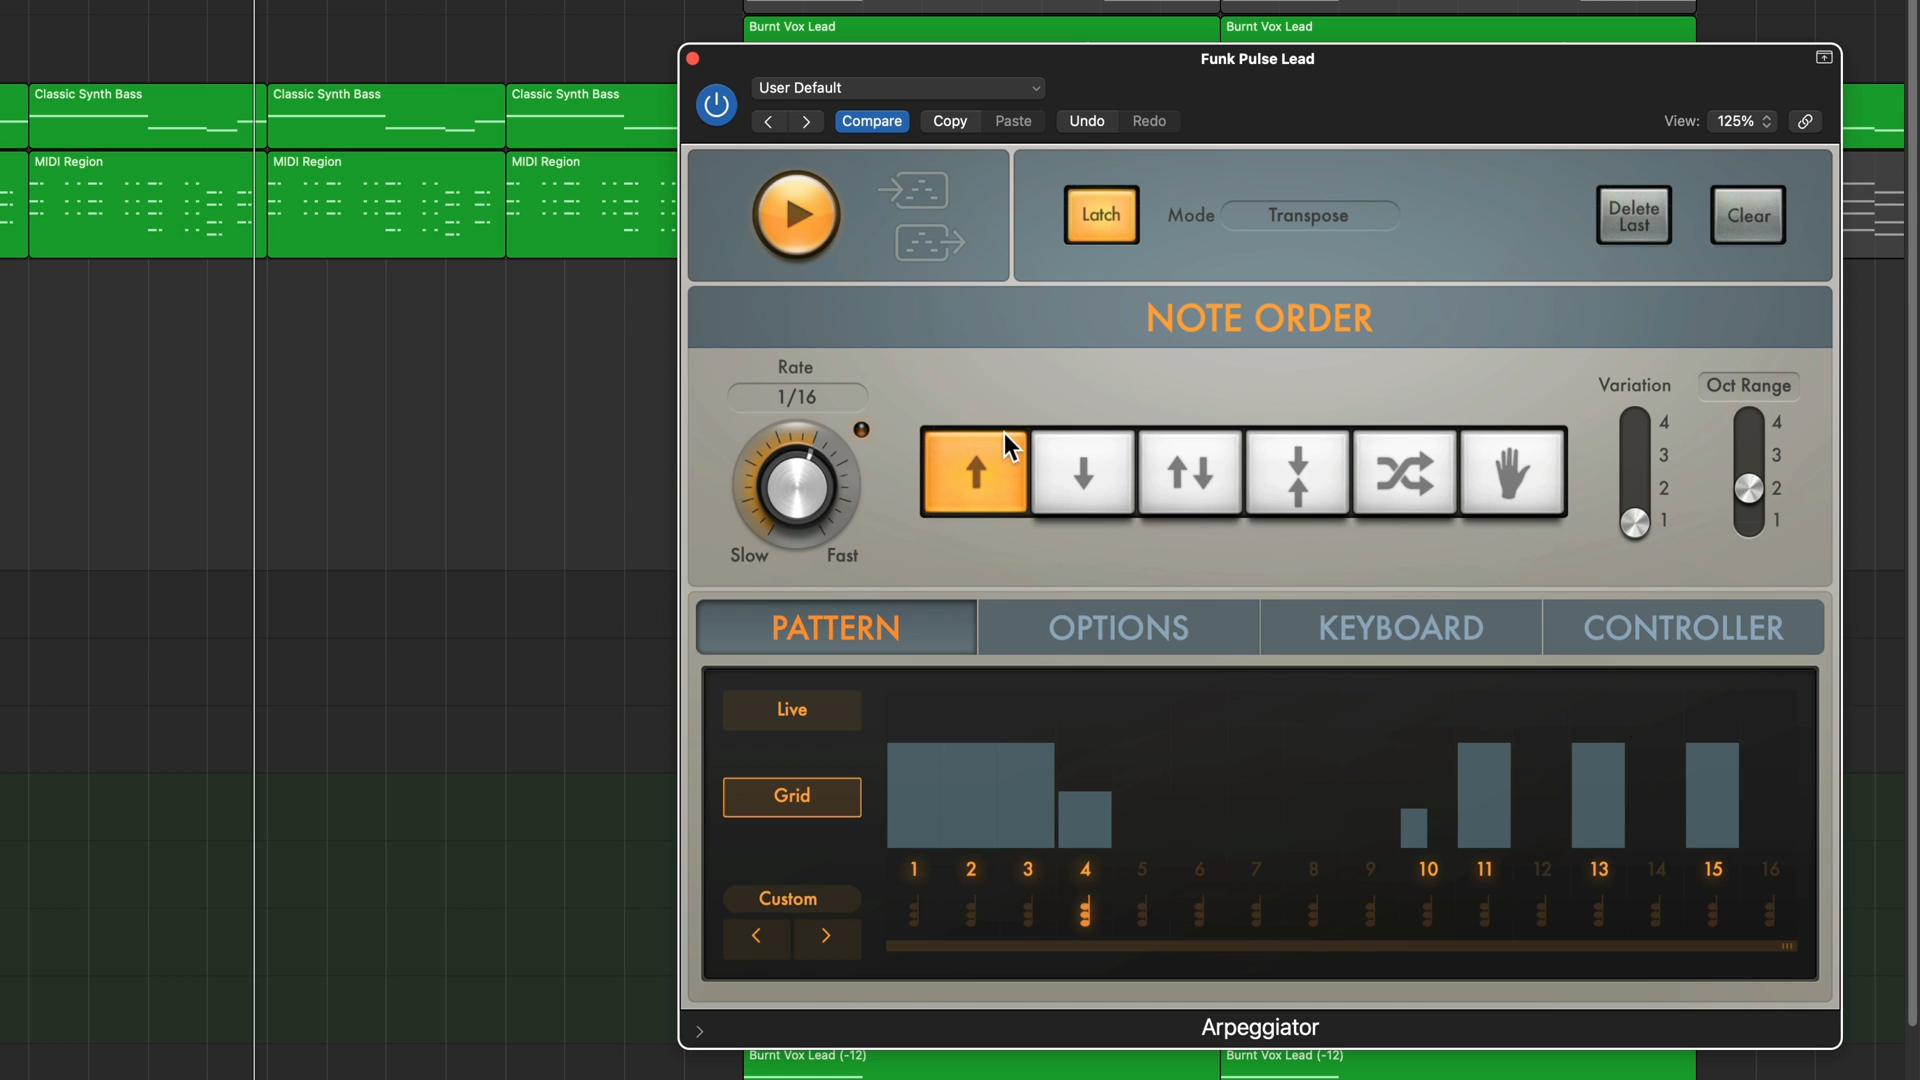 Burnt Vox Lead
Burnt Vox Lead
Classic Synth Bass
Classic Synth Bass
Classic Synth Bass
MIDI Region
MIDI Region
MIDI Region
Funk Pulse Lead
User Default
Compare
Copy
Paste
Undo
Redo
View:
125%
Latch
Mode
Transpose
Delete
Last
Clear
NOTE ORDER
Rate
1/16
Slow
Fast
Variation
4
3
2
1
Oct Range
4
3
2
1
PATTERN
OPTIONS
KEYBOARD
CONTROLLER
Live
Grid
Custom
1 2 3 4 5 6 7 8 9 10 11 12 13 14 15 16
Arpeggiator
Burnt Vox Lead (-12)
Burnt Vox Lead (-12)